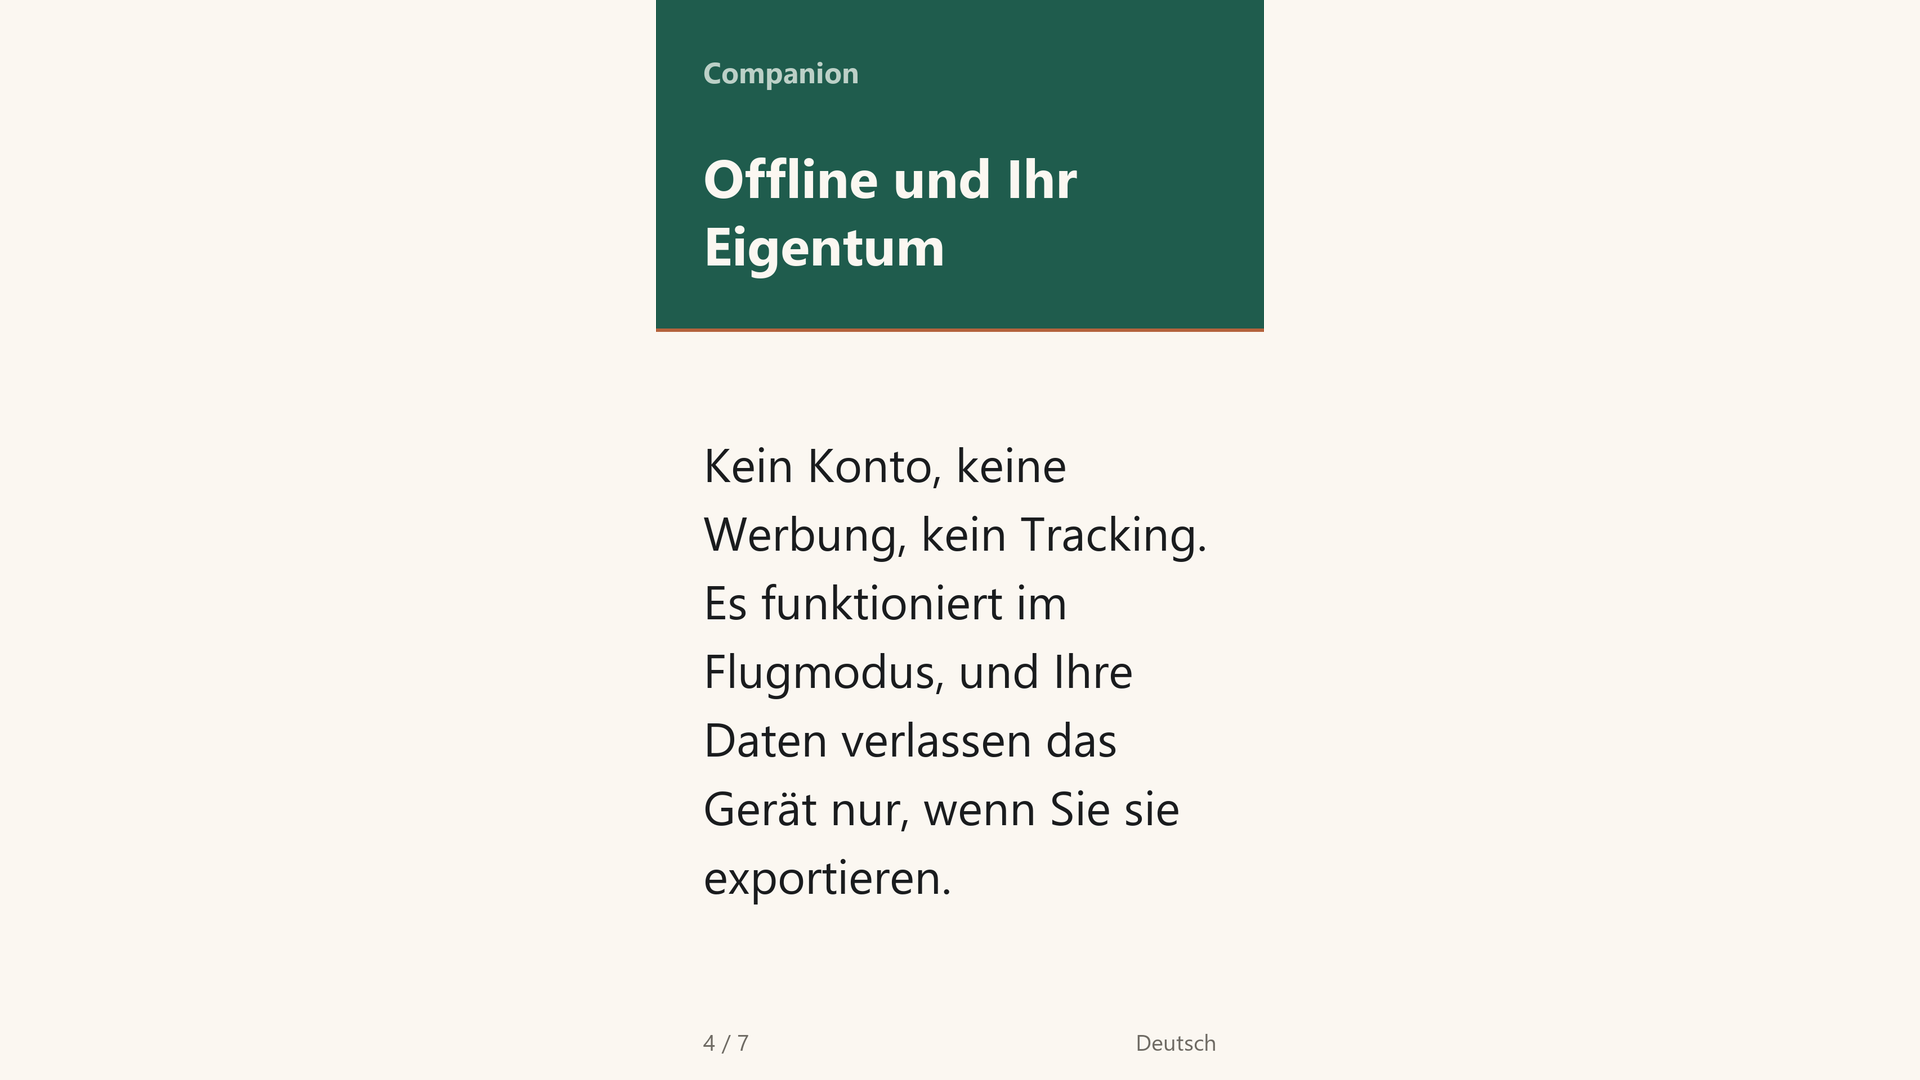 Companion
Offline und Ihr
Eigentum
Kein Konto, keine
Werbung, kein Tracking.
Es funktioniert im
Flugmodus, und Ihre
Daten verlassen das
Gerät nur, wenn Sie sie
exportieren.
4 / 7
Deutsch